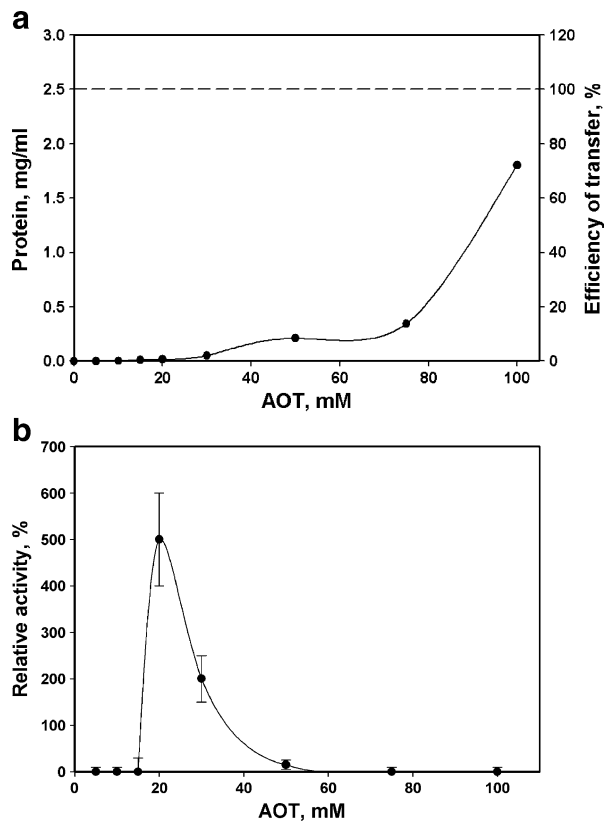 a
3.0
2.5
2.0
1.5
1.0
0.5
0.0
Protein, mg/ml
120
100
80
60
40
20
0
Efficiency of transfer, %
0 20 40 60 80 100
AOT, mM
b
700
600
500
400
300
200
100
0
Relative activity, %
0 20 40 60 80 100
AOT, mM